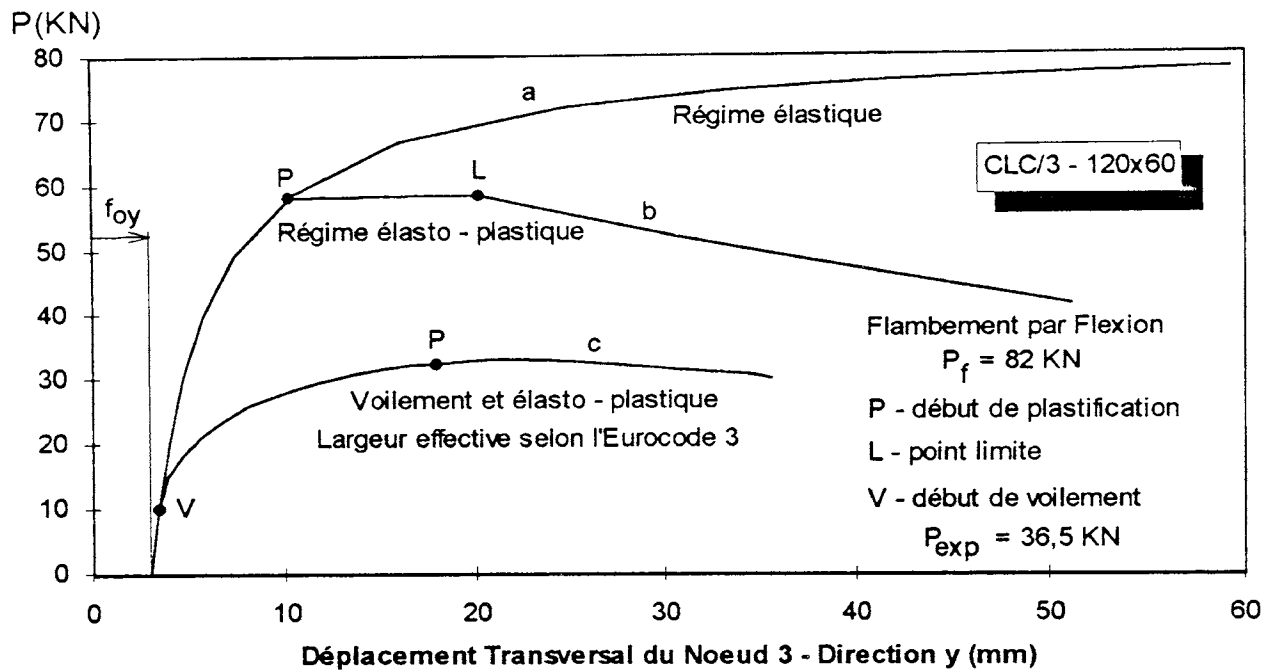 P(KN)
80
70
60
50
40
30
20
10
0
a
Régime élastique
CLC/3 - 120x60
P
L
foy
b
Régime élasto - plastique
P
c
Voilement et élasto - plastique
Largeur effective selon l'Eurocode 3
V
Flambement par Flexion
Pf = 82 KN
P - début de plastification
L - point limite
V - début de voilement
Pexp = 36,5 KN
0 10 20 30 40 50 60
Déplacement Transversal du Noeud 3 - Direction y (mm)